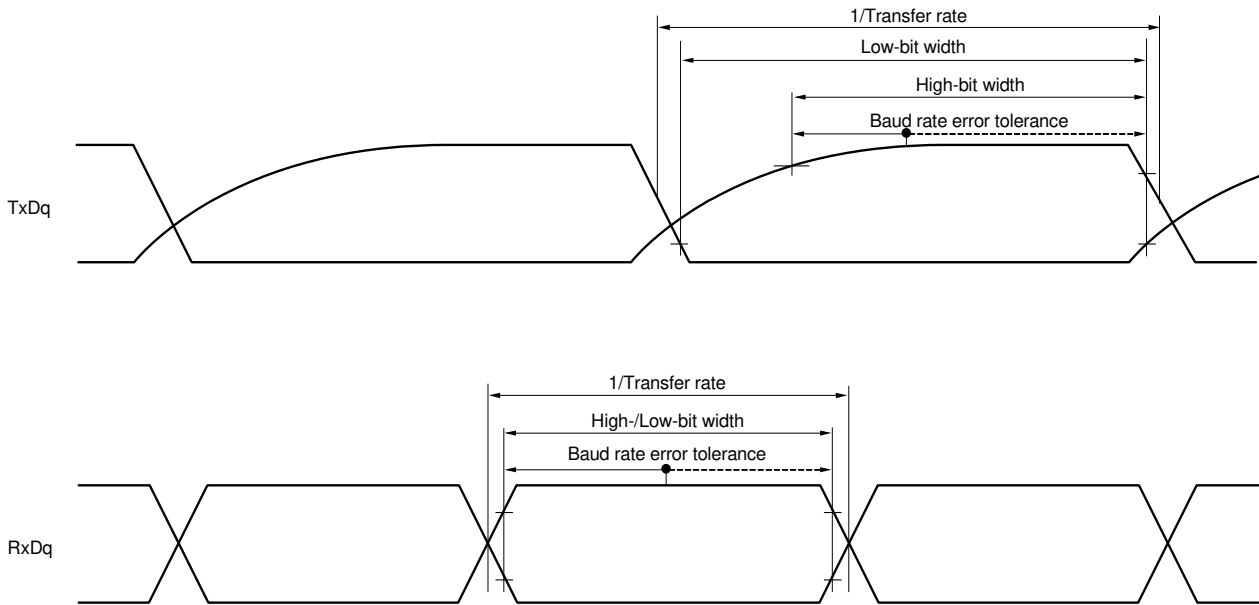 1/Transfer rate
Low-bit width
High-bit width
Baud rate error tolerance
TxDq
1/Transfer rate
High-/Low-bit width
Baud rate error tolerance
RxDq